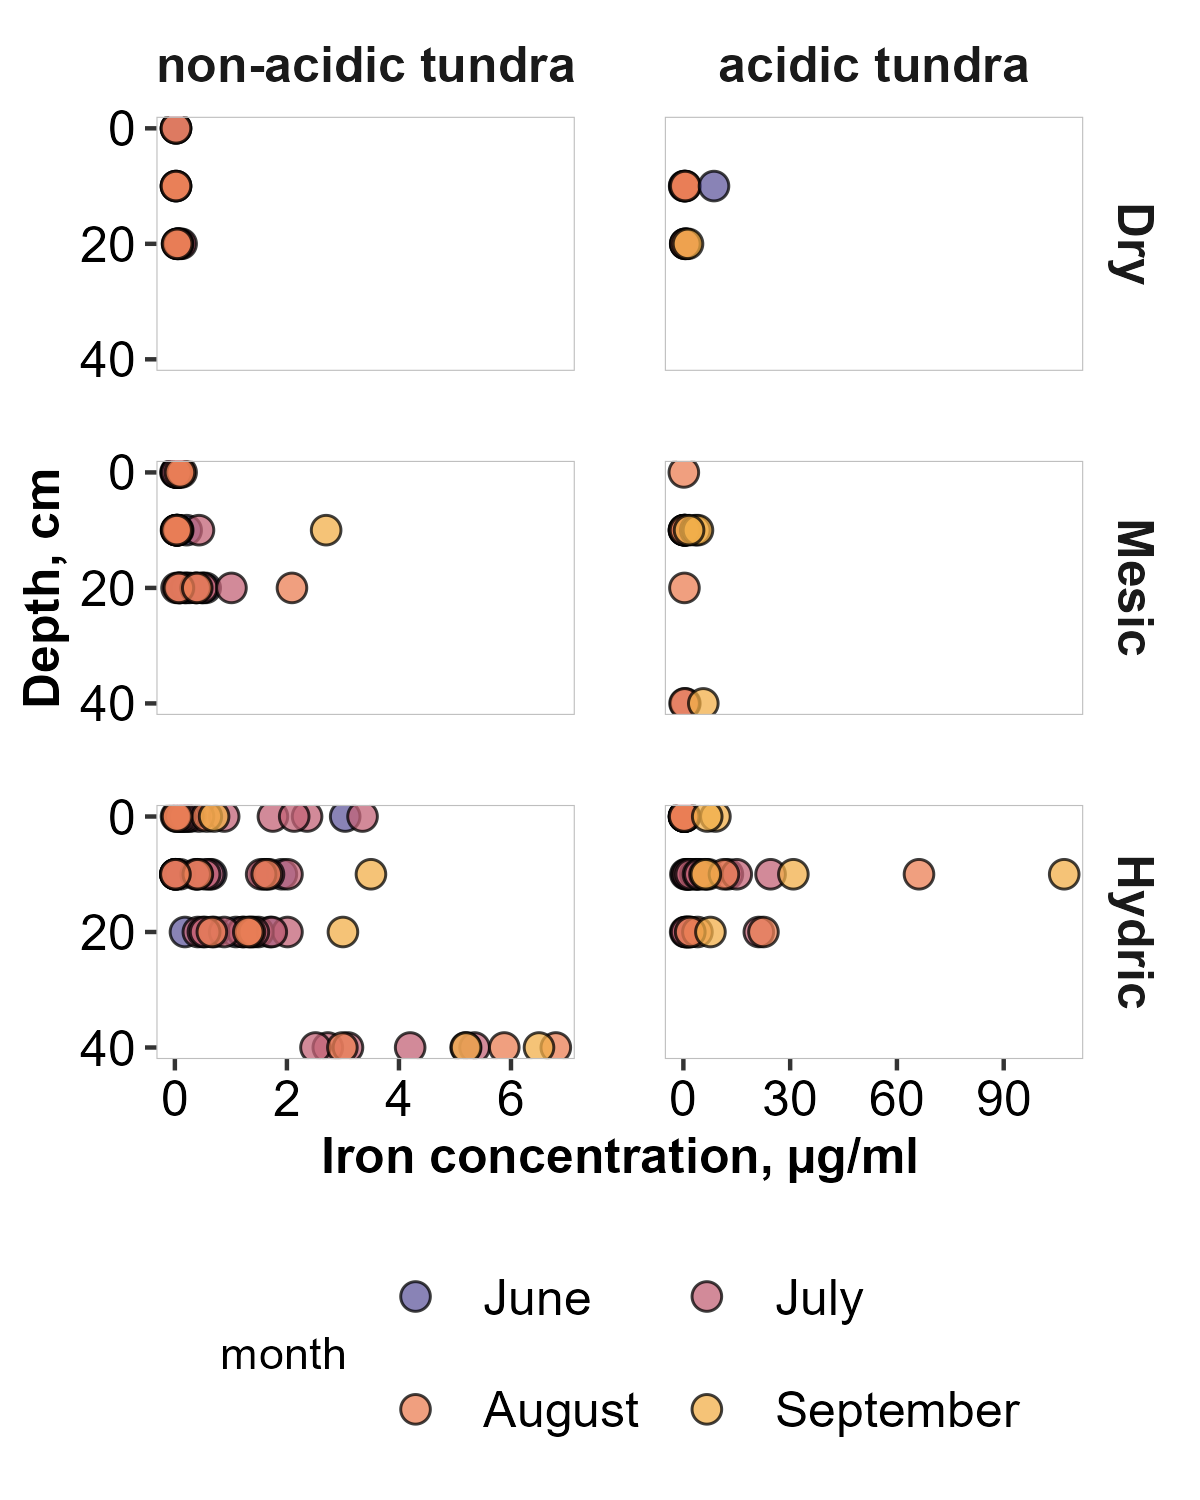 non-acidic tundra acidic tundra
0
20
40
Dry
0
20
40
Mesic
Depth, cm
0
20
40
Hydric
0 2 4 6 0 30 60 90
Iron concentration, µg/ml
June July
month
August September